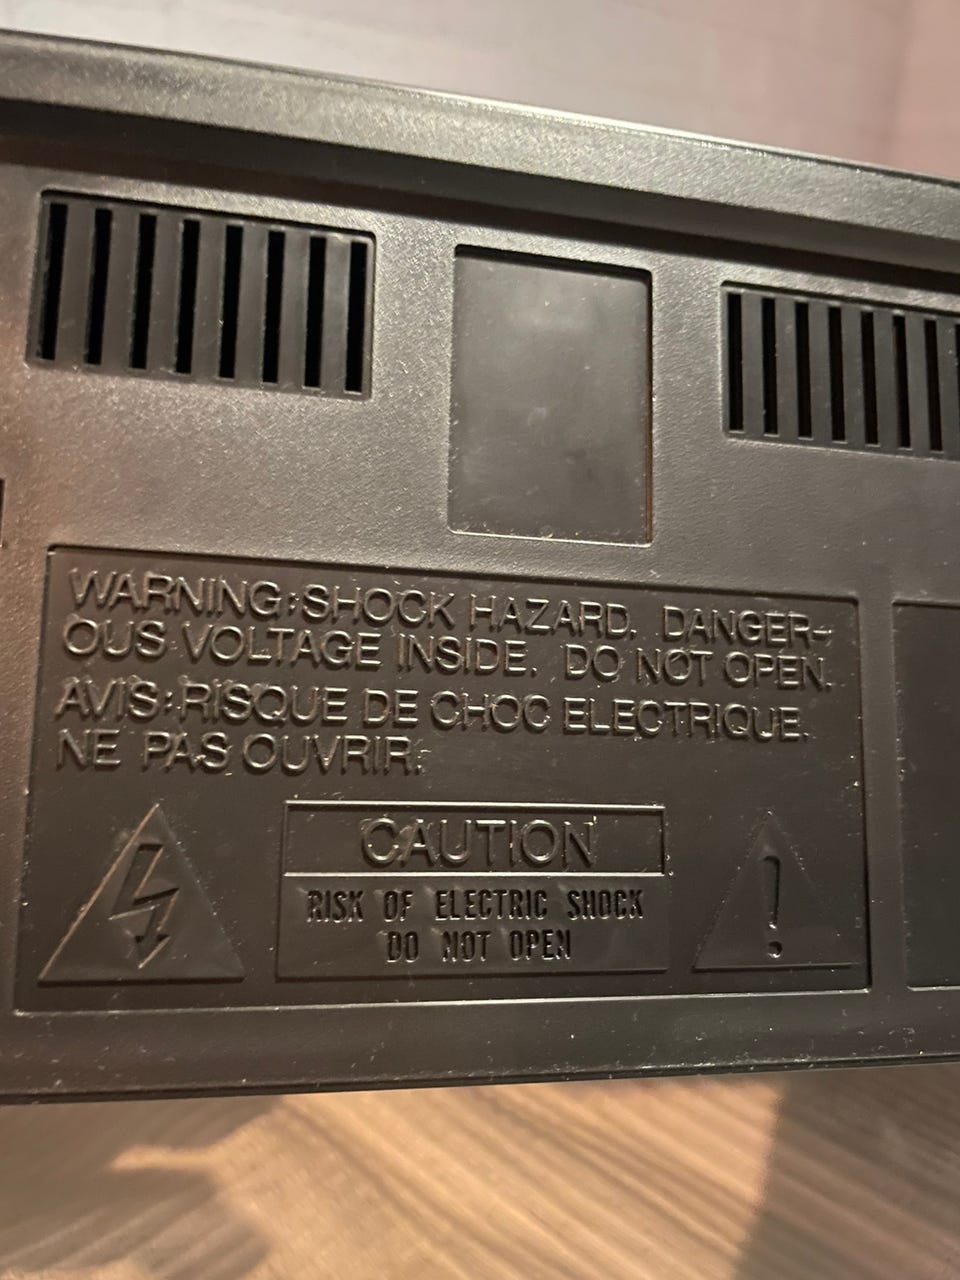 WARNING:SHOCK HAZARD. DANGER-
OUS VOLTAGE INSIDE. DO NOT OPEN.
AVIS:RISQUE DE CHOC ELECTRIQUE.
NE PAS OUVRIR.
CAUTION
RISK OF ELECTRIC SHOCK
DO NOT OPEN